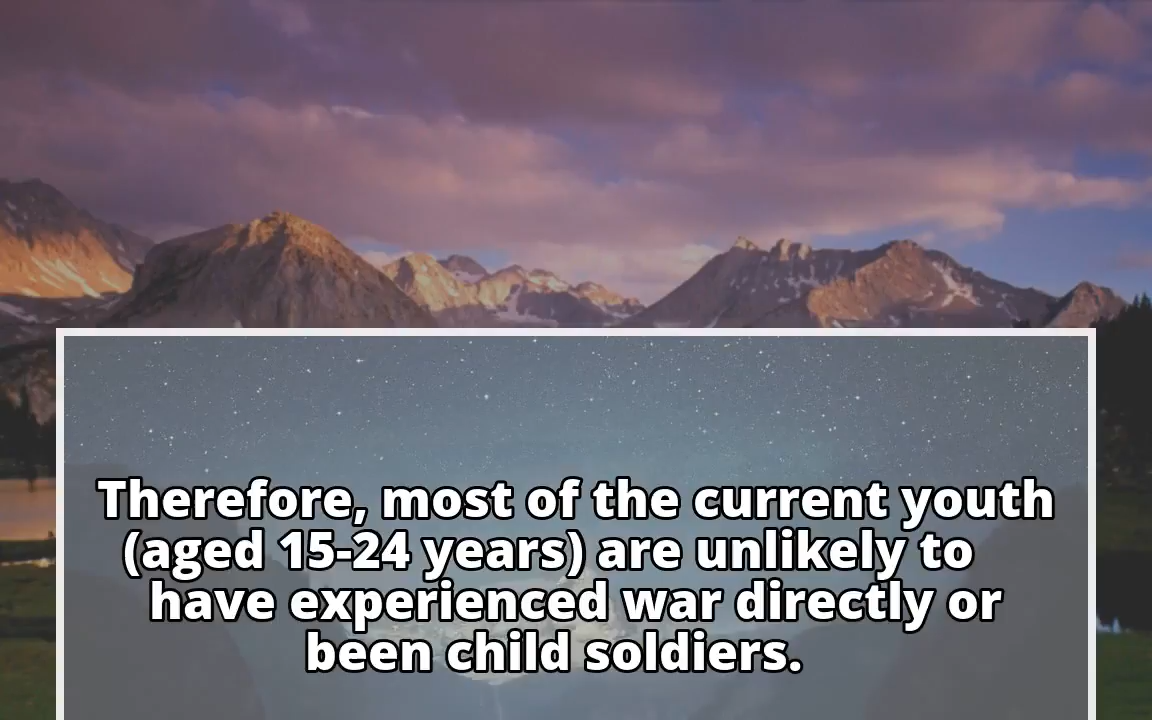 Therefore, most of the current youth
(aged 15-24 years) are unlikely to
have experienced war directly or
been child soldiers.